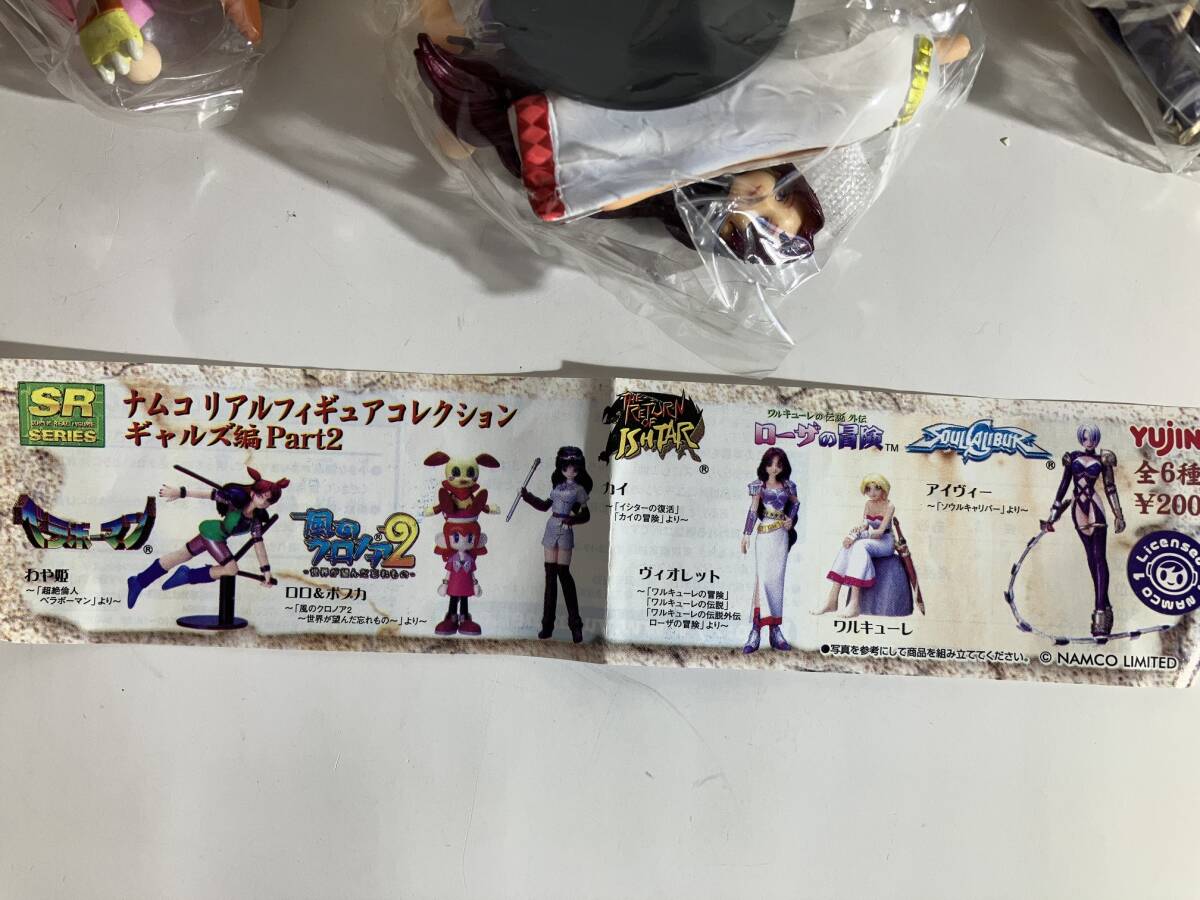 SR
SUPER REAL FIGURE
SERIES
ナムコ リアルフィギュアコレクション
ギャルズ編 Part2
ベラボーマン®
わや姫
〜「超絶倫人
ベラボーマン」より〜
風のクロノア2
-世界が望んだ忘れもの-
ロロ&ポプカ
〜「風のクロノア2
〜世界が望んだ忘れもの〜」より〜
THE RETURN OF ISHTAR ®
カイ
〜「イシターの復活」
「カイの冒険」より〜
ワルキューレの伝説 外伝
ローザの冒険™
ヴィオレット
〜「ワルキューレの冒険」
「ワルキューレの伝説」
「ワルキューレの伝説外伝
ローザの冒険」より〜
ワルキューレ
SOULCALIBUR ®
アイヴィー
〜「ソウルキャリバー」より〜
YUJIN
全6種
¥200
Licensed
NAMCO 1
●写真を参考にして商品を組み立ててください。 © NAMCO LIMITED